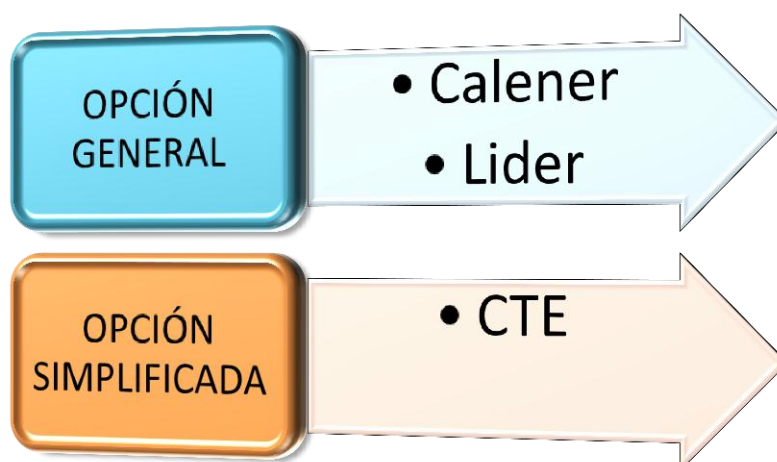 OPCIÓN
GENERAL
• Calener
• Lider
OPCIÓN
SIMPLIFICADA
• CTE